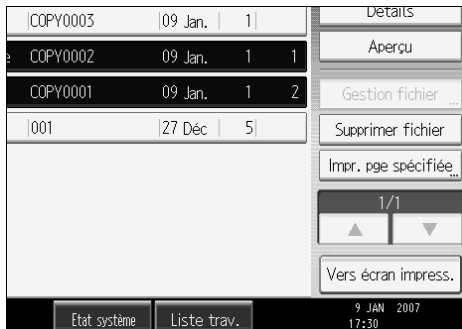 COPY0003 09 Jan. 1
COPY0002 09 Jan. 1 1
COPY0001 09 Jan. 1 2
001 27 Déc 5
Détails
Aperçu
Gestion fichier ...
Supprimer fichier
Impr. pge spécifiée...
1/1
▲ ▼
Vers écran impress.
Etat système Liste trav.
9 JAN 2007
17:30